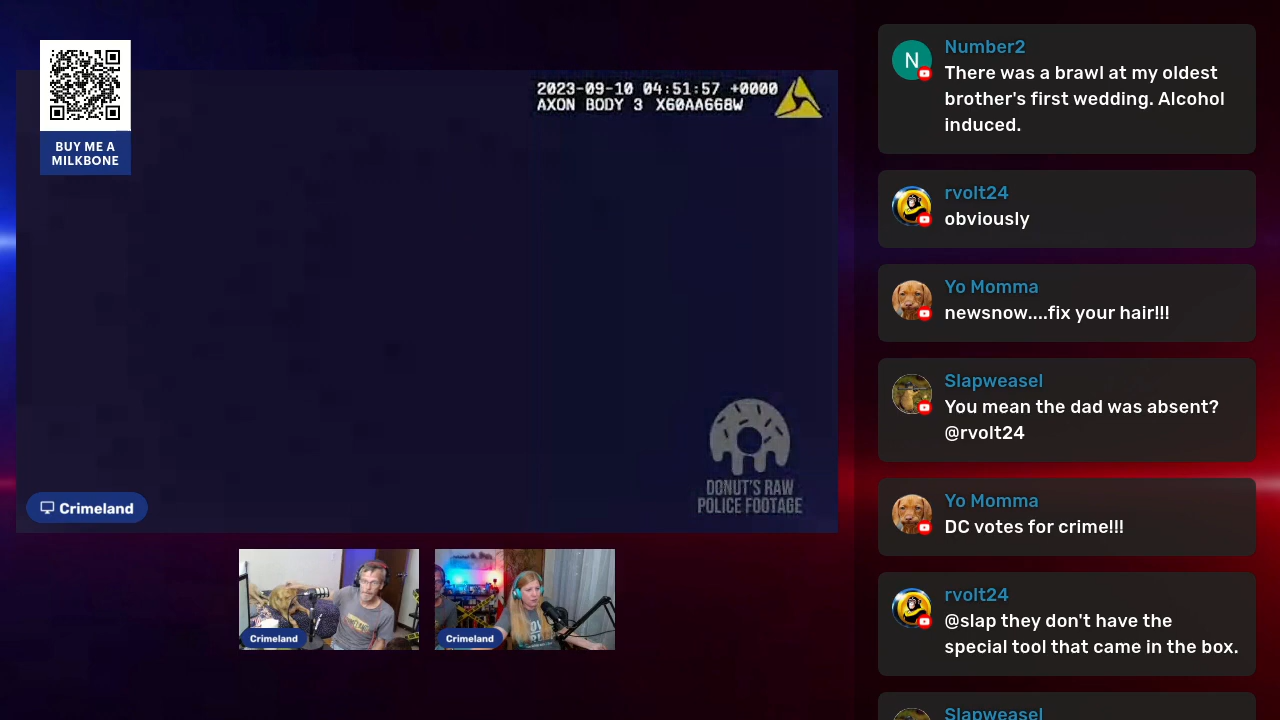 BUY ME A
MILKBONE
2023-09-10 04:51:57 +0000
AXON BODY 3 X60AA668W
DONUT'S RAW
POLICE FOOTAGE
Crimeland
Crimeland
Crimeland
N
Number2
There was a brawl at my oldest
brother's first wedding. Alcohol
induced.
rvolt24
obviously
Yo Momma
newsnow....fix your hair!!!
Slapweasel
You mean the dad was absent?
@rvolt24
Yo Momma
DC votes for crime!!!
rvolt24
@slap they don't have the
special tool that came in the box.
Slapweasel